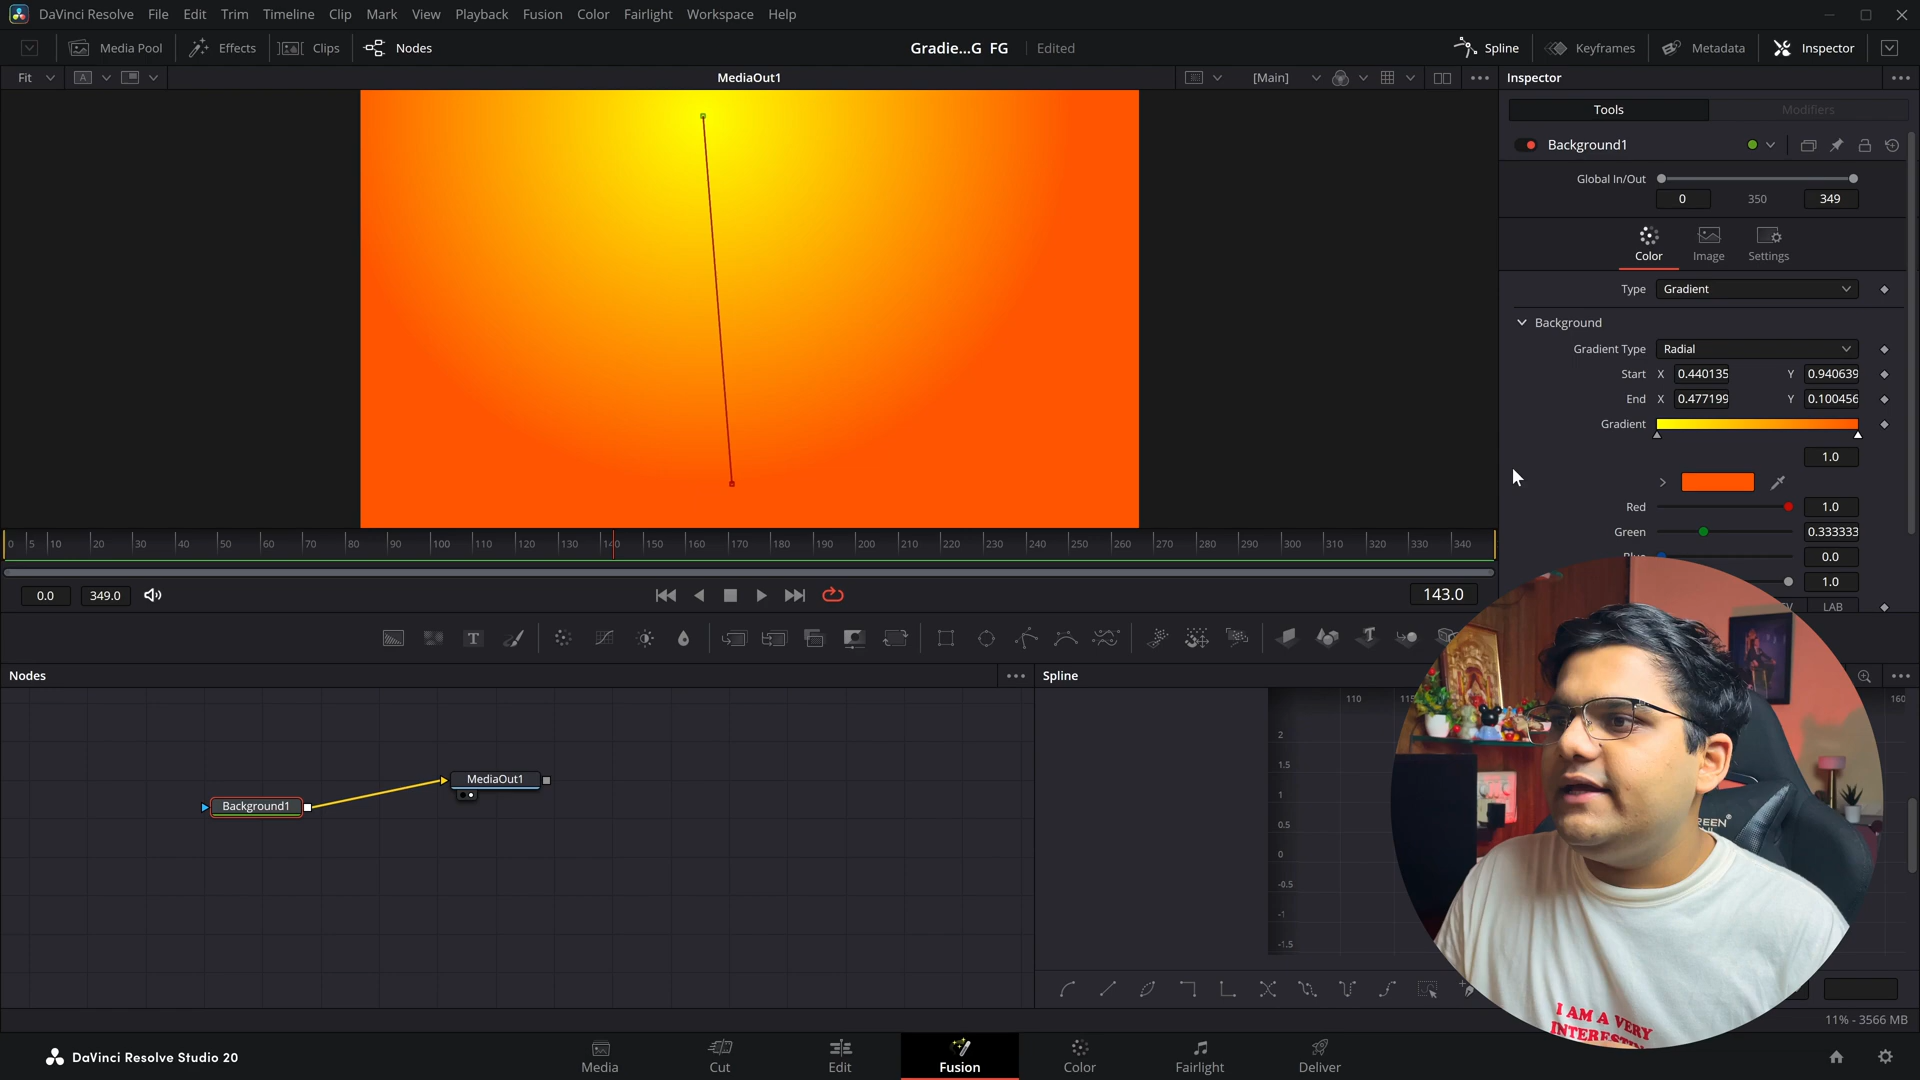 DaVinci Resolve File Edit Trim Timeline Clip Mark View Playback Fusion Color Fairlight Workspace Help
Media Pool Effects Clips Nodes Gradie...G FG Edited Spline Keyframes Metadata Inspector
Fit A MediaOut1 [Main] Inspector
Tools Modifiers
Background1
Global In/Out
0 350 349
Color Image Settings
Type Gradient
Background
Gradient Type Radial
Start X 0.440135 Y 0.940639
End X 0.477199 Y 0.100456
Gradient
1.0
Red 1.0
Green 0.333333
Blue 0.0
1.0
LAB
0 5 10 20 30 40 50 60 70 80 90 100 110 120 130 140 150 160 170 180 190 200 210 220 230 240 250 260 270 280 290 300 310 320 330 340
0.0 349.0 143.0
T T
Nodes Spline
110 160
2
1.5
1
0.5
0
-0.5
-1
-1.5
MediaOut1
Background1
I AM A VERY
11% - 3566 MB
DaVinci Resolve Studio 20
Media Cut Edit Fusion Color Fairlight Deliver